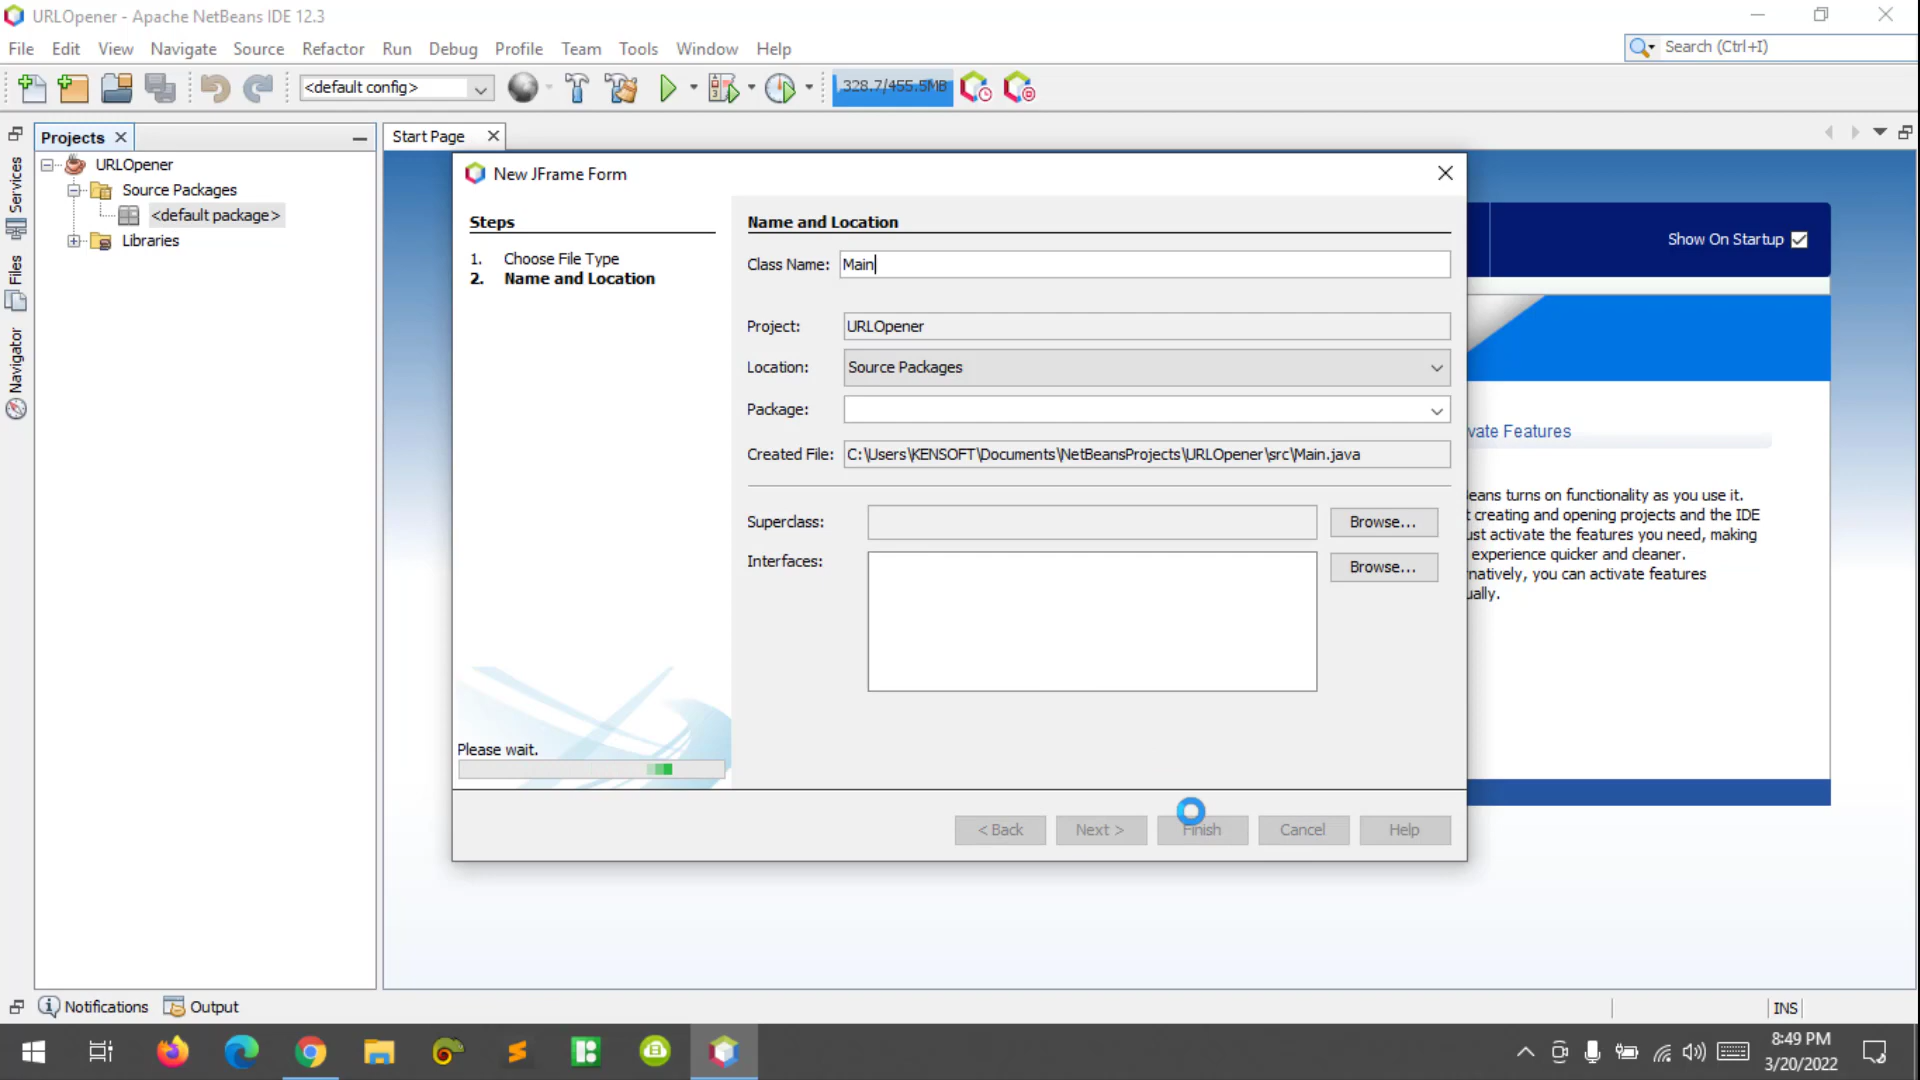 URLOpener - Apache NetBeans IDE 12.3
File Edit View Navigate Source Refactor Run Debug Profile Team Tools Window Help
Search (Ctrl+I)
<default config>
328.7/455.5MB
Projects
Start Page
Services
Files
Navigator
URLOpener
Source Packages
<default package>
Libraries
Show On Startup
New JFrame Form
Steps
1. Choose File Type
2. Name and Location
Name and Location
Class Name: Main
Project: URLOpener
Location: Source Packages
Package:
Created File: C:\Users\KENSOFT\Documents\NetBeansProjects\URLOpener\src\Main.java
Superclass: Browse...
Interfaces: Browse...
Please wait.
< Back Next > Finish Cancel Help
vate Features
eans turns on functionality as you use it.
t creating and opening projects and the IDE
ust activate the features you need, making
experience quicker and cleaner.
natively, you can activate features
ually.
Notifications Output
INS
8:49 PM
3/20/2022